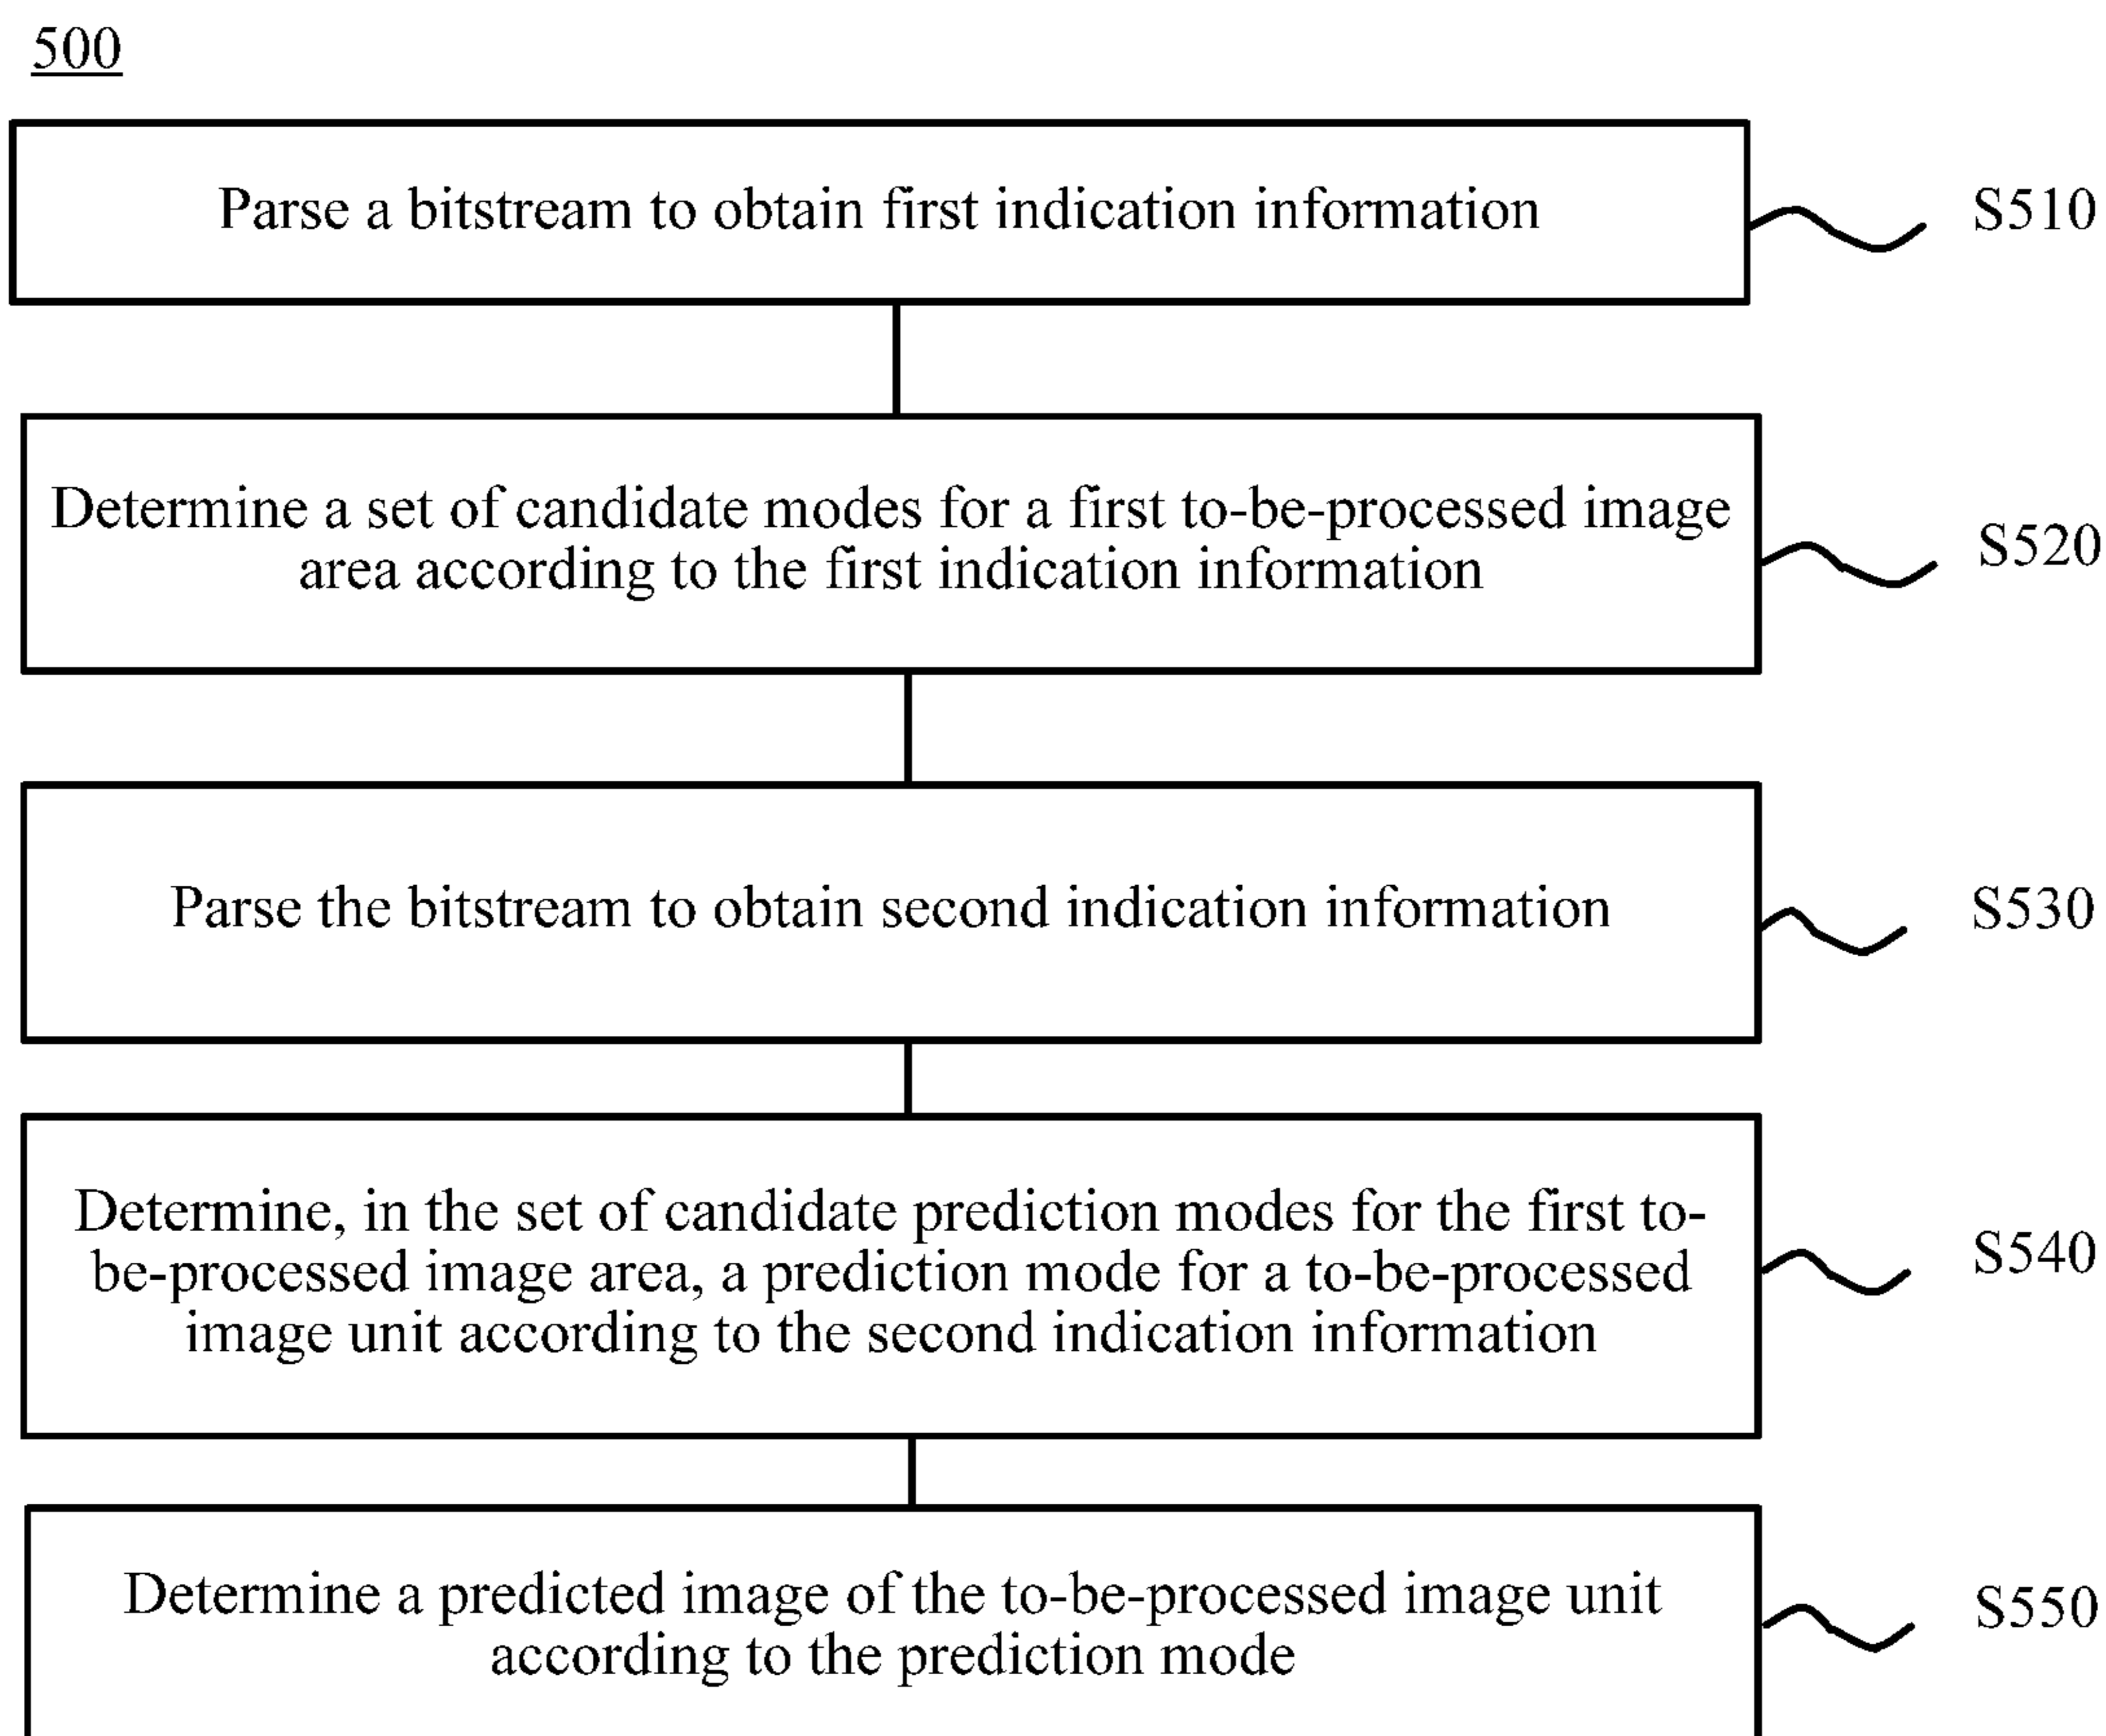 500
Parse a bitstream to obtain first indication information
S510
Determine a set of candidate modes for a first to-be-processed image
area according to the first indication information
S520
Parse the bitstream to obtain second indication information
S530
Determine, in the set of candidate prediction modes for the first to-
be-processed image area, a prediction mode for a to-be-processed
image unit according to the second indication information
S540
Determine a predicted image of the to-be-processed image unit
according to the prediction mode
S550